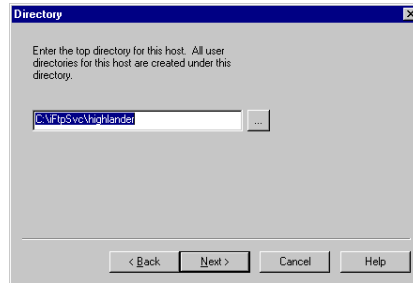 Directory
Enter the top directory for this host. All user
directories for this host are created under this
directory.
C:\iFtpSvc\highlander
...
< Back
Next >
Cancel
Help